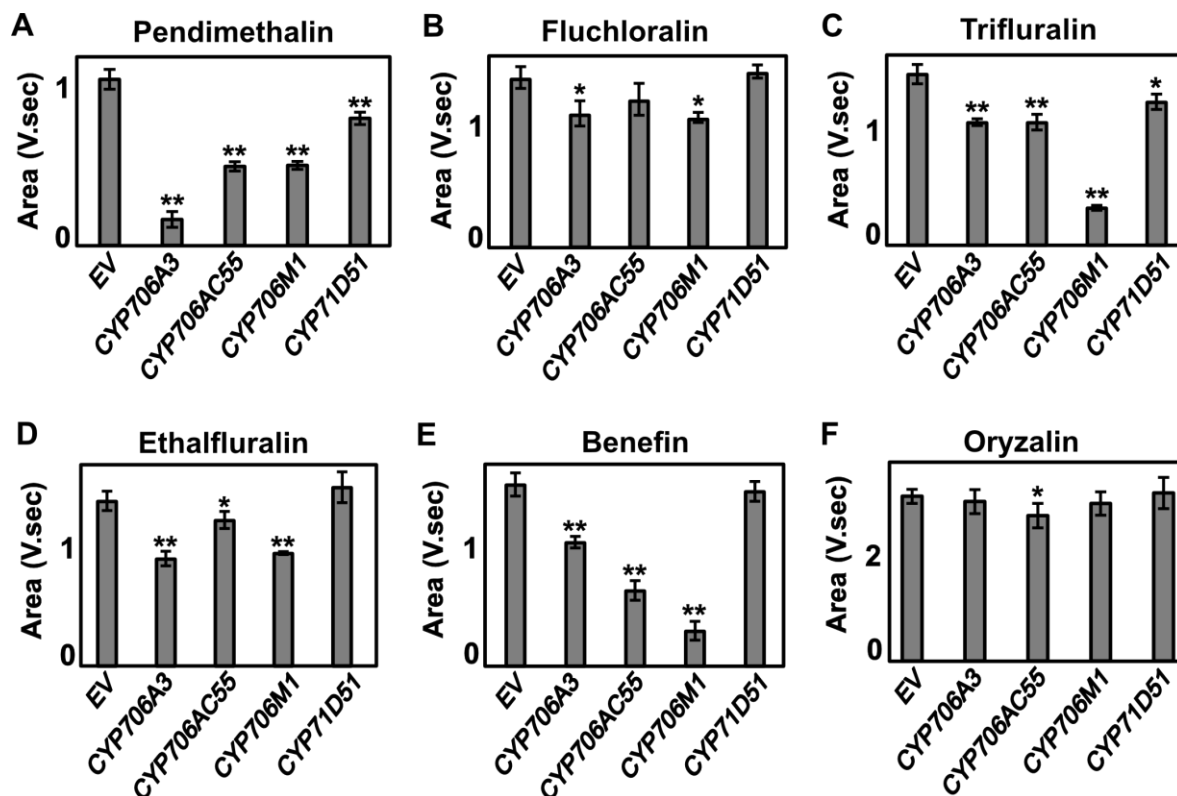 A Pendimethalin
Area (V.sec)
1
0
** ** ** **
EV CYP706A3 CYP706AC55 CYP706M1 CYP71D51
B Fluchloralin
Area (V.sec)
1
0
* *
EV CYP706A3 CYP706AC55 CYP706M1 CYP71D51
C Trifluralin
Area (V.sec)
1
0
** ** ** *
EV CYP706A3 CYP706AC55 CYP706M1 CYP71D51
D Ethalfluralin
Area (V.sec)
1
0
** * **
EV CYP706A3 CYP706AC55 CYP706M1 CYP71D51
E Benefin
Area (V.sec)
1
0
** ** **
EV CYP706A3 CYP706AC55 CYP706M1 CYP71D51
F Oryzalin
Area (V.sec)
2
0
*
EV CYP706A3 CYP706AC55 CYP706M1 CYP71D51